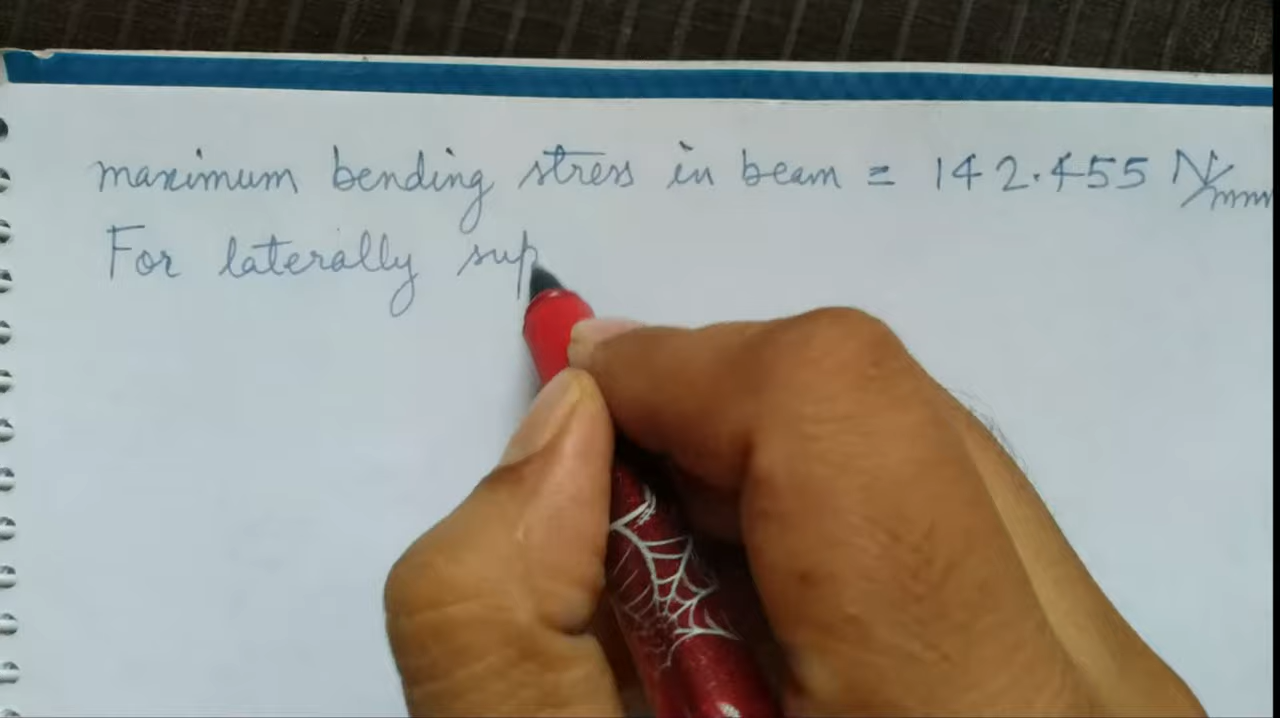 maximum bending stress in beam = 142.455 N/mm
For laterally sup